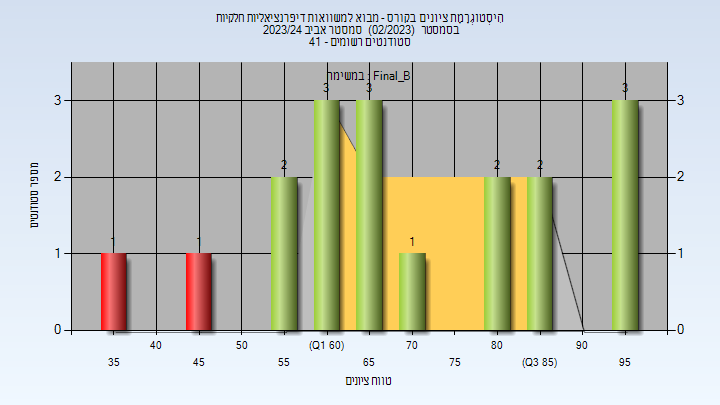 הִיסְטוֹגְרָמַת ציונים בקורס - מבוא למשוואות דיפרנציאליות חלקיות
בסמסטר (02/2023) סמסטר אביב 2023/24
סטודנטים רשומים - 41
במשימה : Final_B
מספר סטודנטים
3 3
2 2
1 1
0 0
1 1 2 3 3 1 2 2 3
40 50 (Q1 60) 70 80 90
35 45 55 65 75 (Q3 85) 95
טווח ציונים